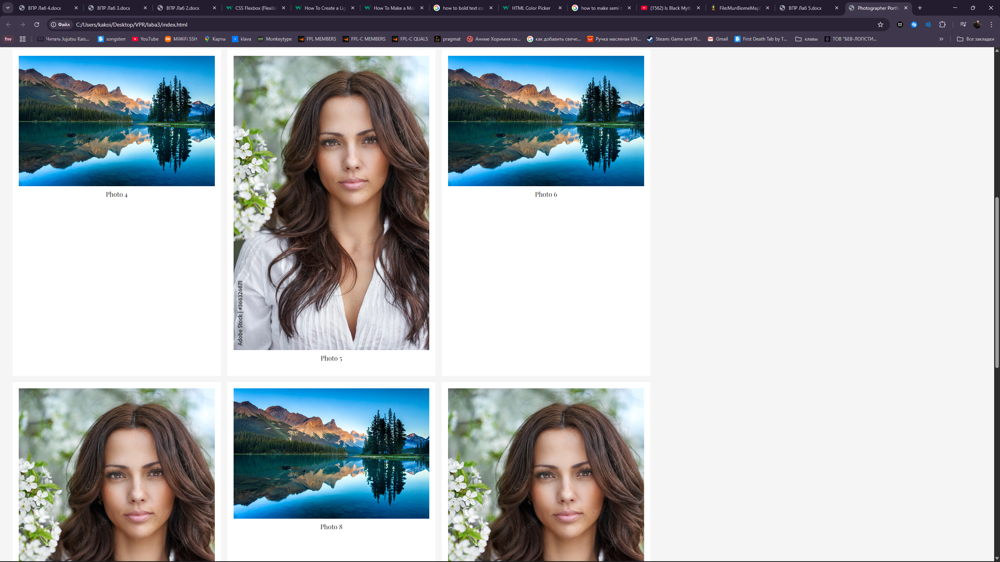 ВПР Лаб 4.docx
ВПР Лаб 3.docx
ВПР Лаб 2.docx
CSS Flexbox (Flexibl
How To Create a Lig
How To Make a Mod
how to bold text css
HTML Color Picker
how to make semi t
(1562) Is Black Myth
File:MunBiomeMap
ВПР Лаб 5.docx
Photographer Portfo
Файл
C:/Users/kakoi/Desktop/VPR/laba3/index.html
fnv
Читать Jujutsu Kais...
songsterr
YouTube
MiWiFi SSH
Карты
klava
Monkeytype
FPL MEMBERS
FPL-C MEMBERS
FPL-C QUALS
pragmat
Аниме Хоримия см...
как добавить свече...
Ручка масляная UN...
Steam: Game and Pl...
Gmail
First Death Tab by T...
клавы
ТОВ "БЕВ-ЛОГІСТИ...
Все закладки
Photo 4
Adobe Stock | #368326871
Photo 5
Photo 6
Photo 8